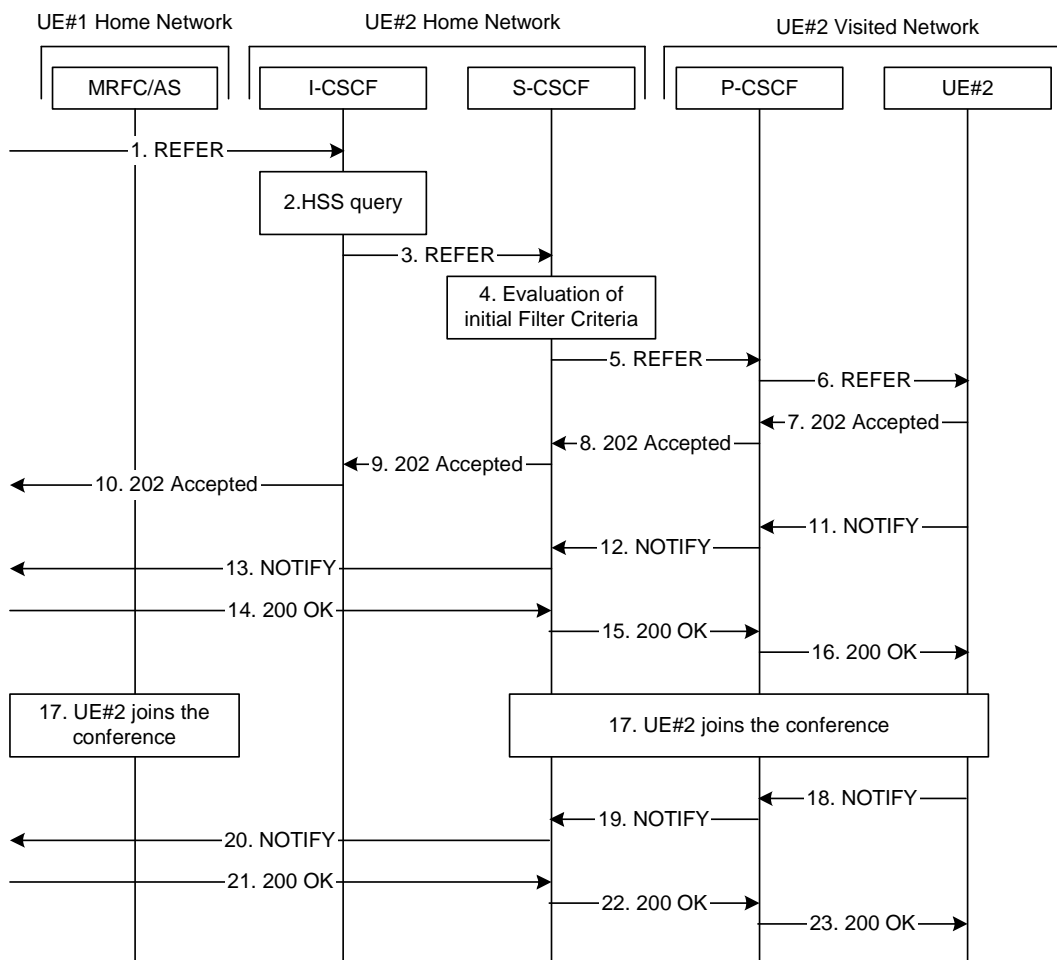 UE#1 Home Network
UE#2 Home Network
UE#2 Visited Network
MRFC/AS
I-CSCF
S-CSCF
P-CSCF
UE#2
1. REFER
2.HSS query
3. REFER
4. Evaluation of
initial Filter Criteria
5. REFER
6. REFER
7. 202 Accepted
8. 202 Accepted
9. 202 Accepted
10. 202 Accepted
11. NOTIFY
12. NOTIFY
13. NOTIFY
14. 200 OK
15. 200 OK
16. 200 OK
17. UE#2 joins the
conference
17. UE#2 joins the conference
18. NOTIFY
19. NOTIFY
20. NOTIFY
21. 200 OK
22. 200 OK
23. 200 OK